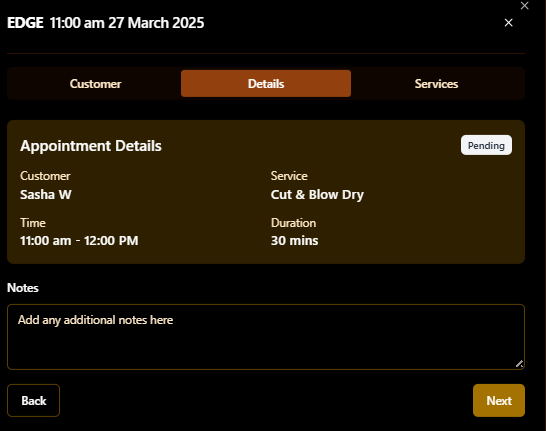 EDGE 11:00 am 27 March 2025
Customer Details Services
Appointment Details Pending
Customer Service
Sasha W Cut & Blow Dry
Time Duration
11:00 am - 12:00 PM 30 mins
Notes
Add any additional notes here
Back Next